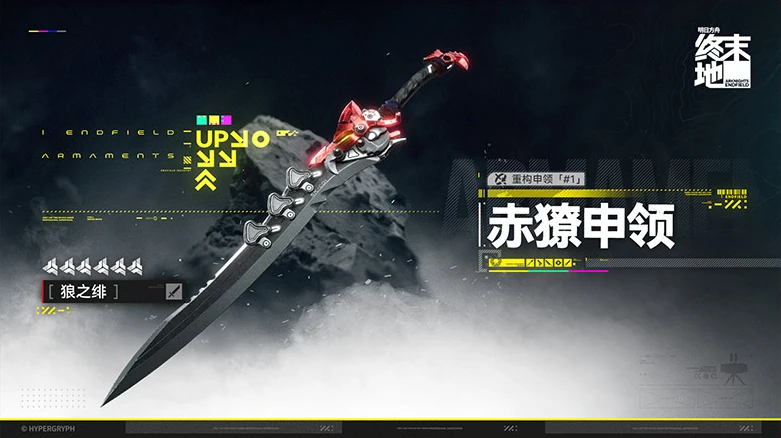 明日方舟
终末地
ARKNIGHTS
ENDFIELD
I ENDFIELD
ARMAMENTS
UP
重构申领「#1」
I ENDFIELD
赤獠申领
[ 狼之绯 ]
© HYPERGRYPH